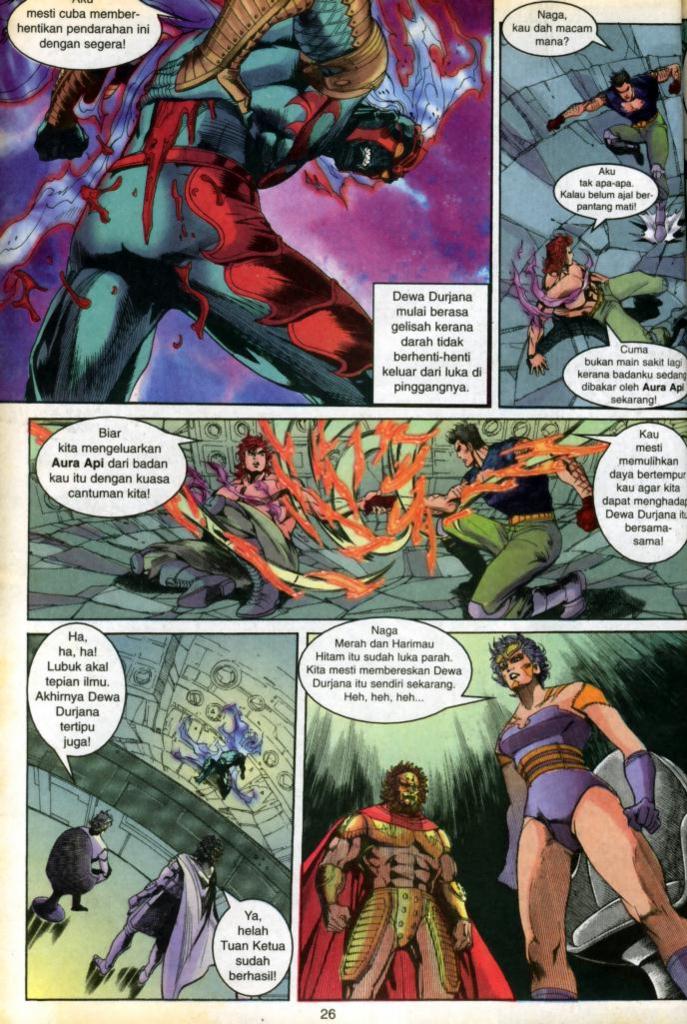 Aku
mesti cuba member-
hentikan pendarahan ini
dengan segera!
Dewa Durjana
mulai berasa
gelisah kerana
darah tidak
berhenti-henti
keluar dari luka di
pinggangnya.
Naga,
kau dah macam
mana?
Aku
tak apa-apa.
Kalau belum ajal ber-
pantang mati!
Cuma
bukan main sakit lagi
kerana badanku sedang
dibakar oleh Aura Api
sekarang!
Biar
kita mengeluarkan
Aura Api dari badan
kau itu dengan kuasa
cantuman kita!
Kau
mesti
memulihkan
daya bertempur
kau agar kita
dapat menghadap
Dewa Durjana itu
bersama-
sama!
Ha,
ha, ha!
Lubuk akal
tepian ilmu.
Akhirnya Dewa
Durjana
tertipu
juga!
Ya,
helah
Tuan Ketua
sudah
berhasil!
Naga
Merah dan Harimau
Hitam itu sudah luka parah.
Kita mesti membereskan Dewa
Durjana itu sendiri sekarang.
Heh, heh, heh...
26